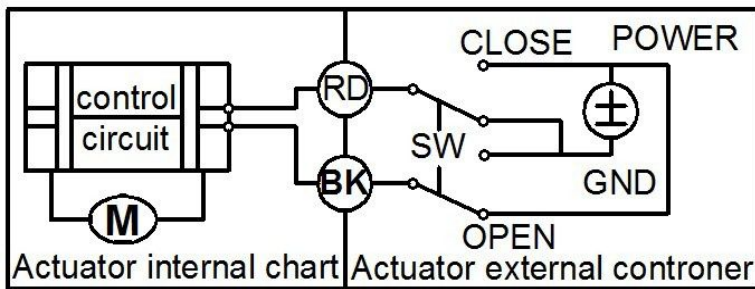 CLOSE POWER
control
circuit
RD
SW
BK
GND
M
OPEN
Actuator internal chart
Actuator external controner